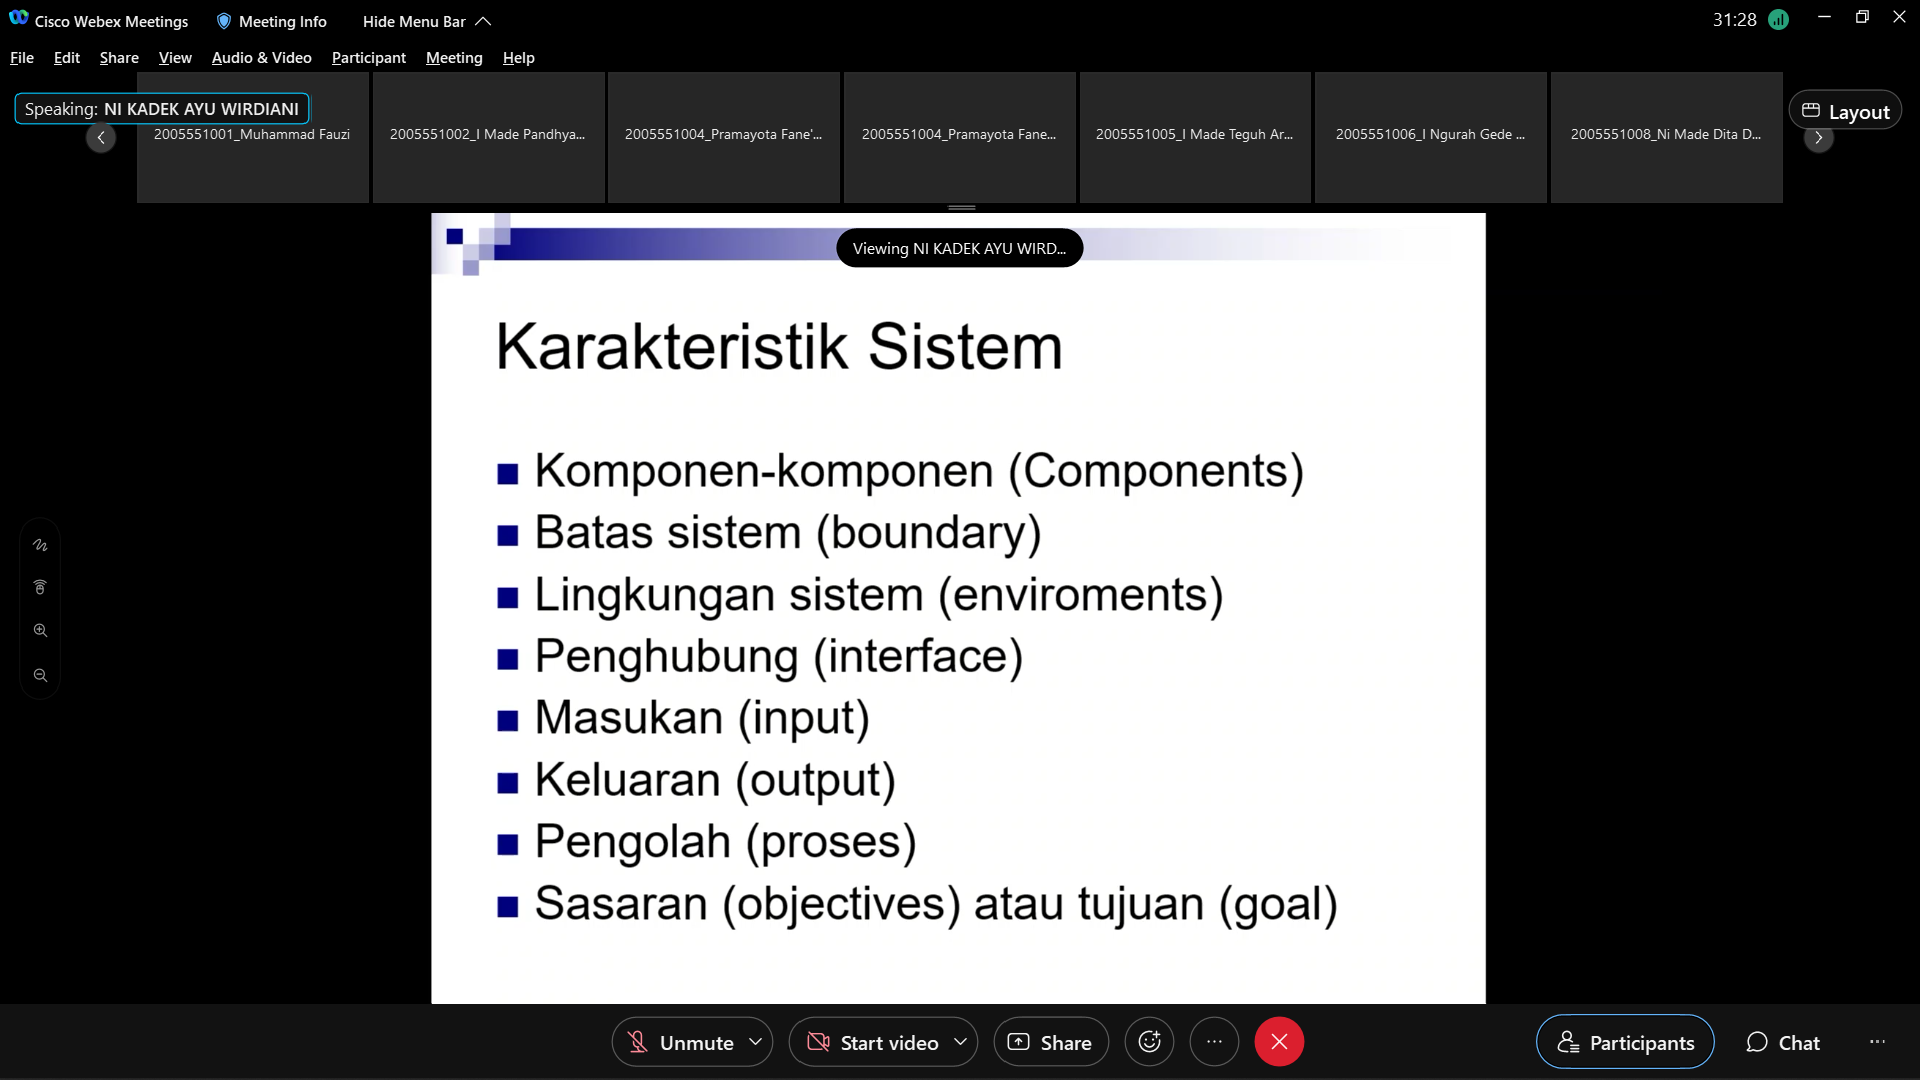 Cisco Webex Meetings
Meeting Info
Hide Menu Bar
31:28
File Edit Share View Audio & Video Participant Meeting Help
Speaking: NI KADEK AYU WIRDIANI
2005551001_Muhammad Fauzi
2005551002_I Made Pandhya...
2005551004_Pramayota Fane'...
2005551004_Pramayota Fane...
2005551005_I Made Teguh Ar...
2005551006_I Ngurah Gede ...
2005551008_Ni Made Dita D...
Layout
Viewing NI KADEK AYU WIRD...
Karakteristik Sistem
Komponen-komponen (Components)
Batas sistem (boundary)
Lingkungan sistem (enviroments)
Penghubung (interface)
Masukan (input)
Keluaran (output)
Pengolah (proses)
Sasaran (objectives) atau tujuan (goal)
Unmute
Start video
Share
Participants
Chat